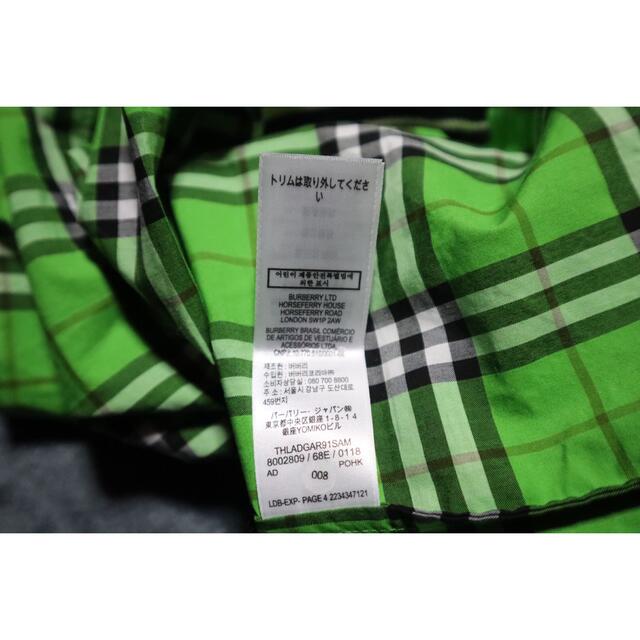 トリムは取り外してくださ
い
어린이 제품안전특별법에
의한 표시
BURBERRY LTD
HORSEFERRY HOUSE
HORSEFERRY ROAD
LONDON SW1P 2AW
BURBERRY BRASIL COMÉRCIO
DE ARTIGOS DE VESTUÁRIO E
ACESSÓRIOS LTDA.
제조원 : 버버리
수입원 : 버버리코리아㈜
소비자상담실 : 080 700 8800
주소 : 서울시 강남구 도산대로
459번지
バーバリー・ジャパン㈱
東京都中央区銀座1-8-14
銀座YOMIKOビル
THLADGAR91SAM
8002809 / 68E / 0118
AD 008 POHK
LDB-EXP- PAGE 4 2234347121